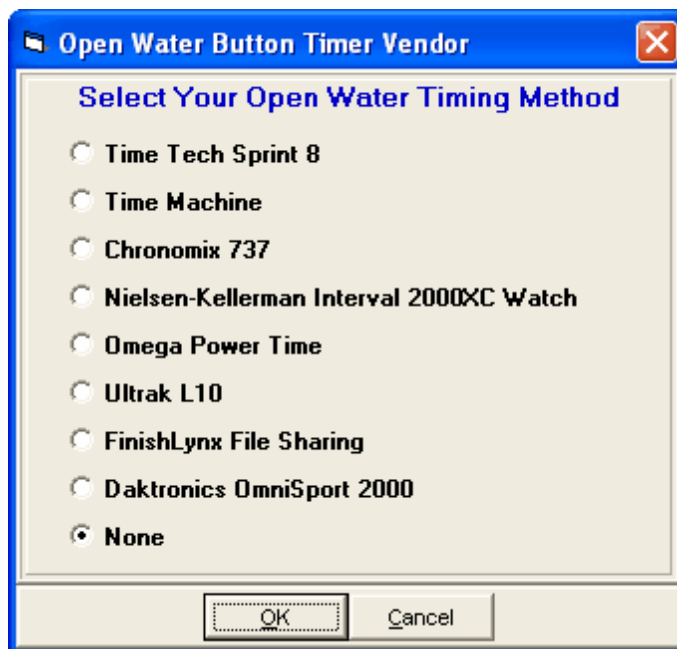 Open Water Button Timer Vendor
Select Your Open Water Timing Method
Time Tech Sprint 8
Time Machine
Chronomix 737
Nielsen-Kellerman Interval 2000XC Watch
Omega Power Time
Ultrak L10
FinishLynx File Sharing
Daktronics OmniSport 2000
None
OK Cancel